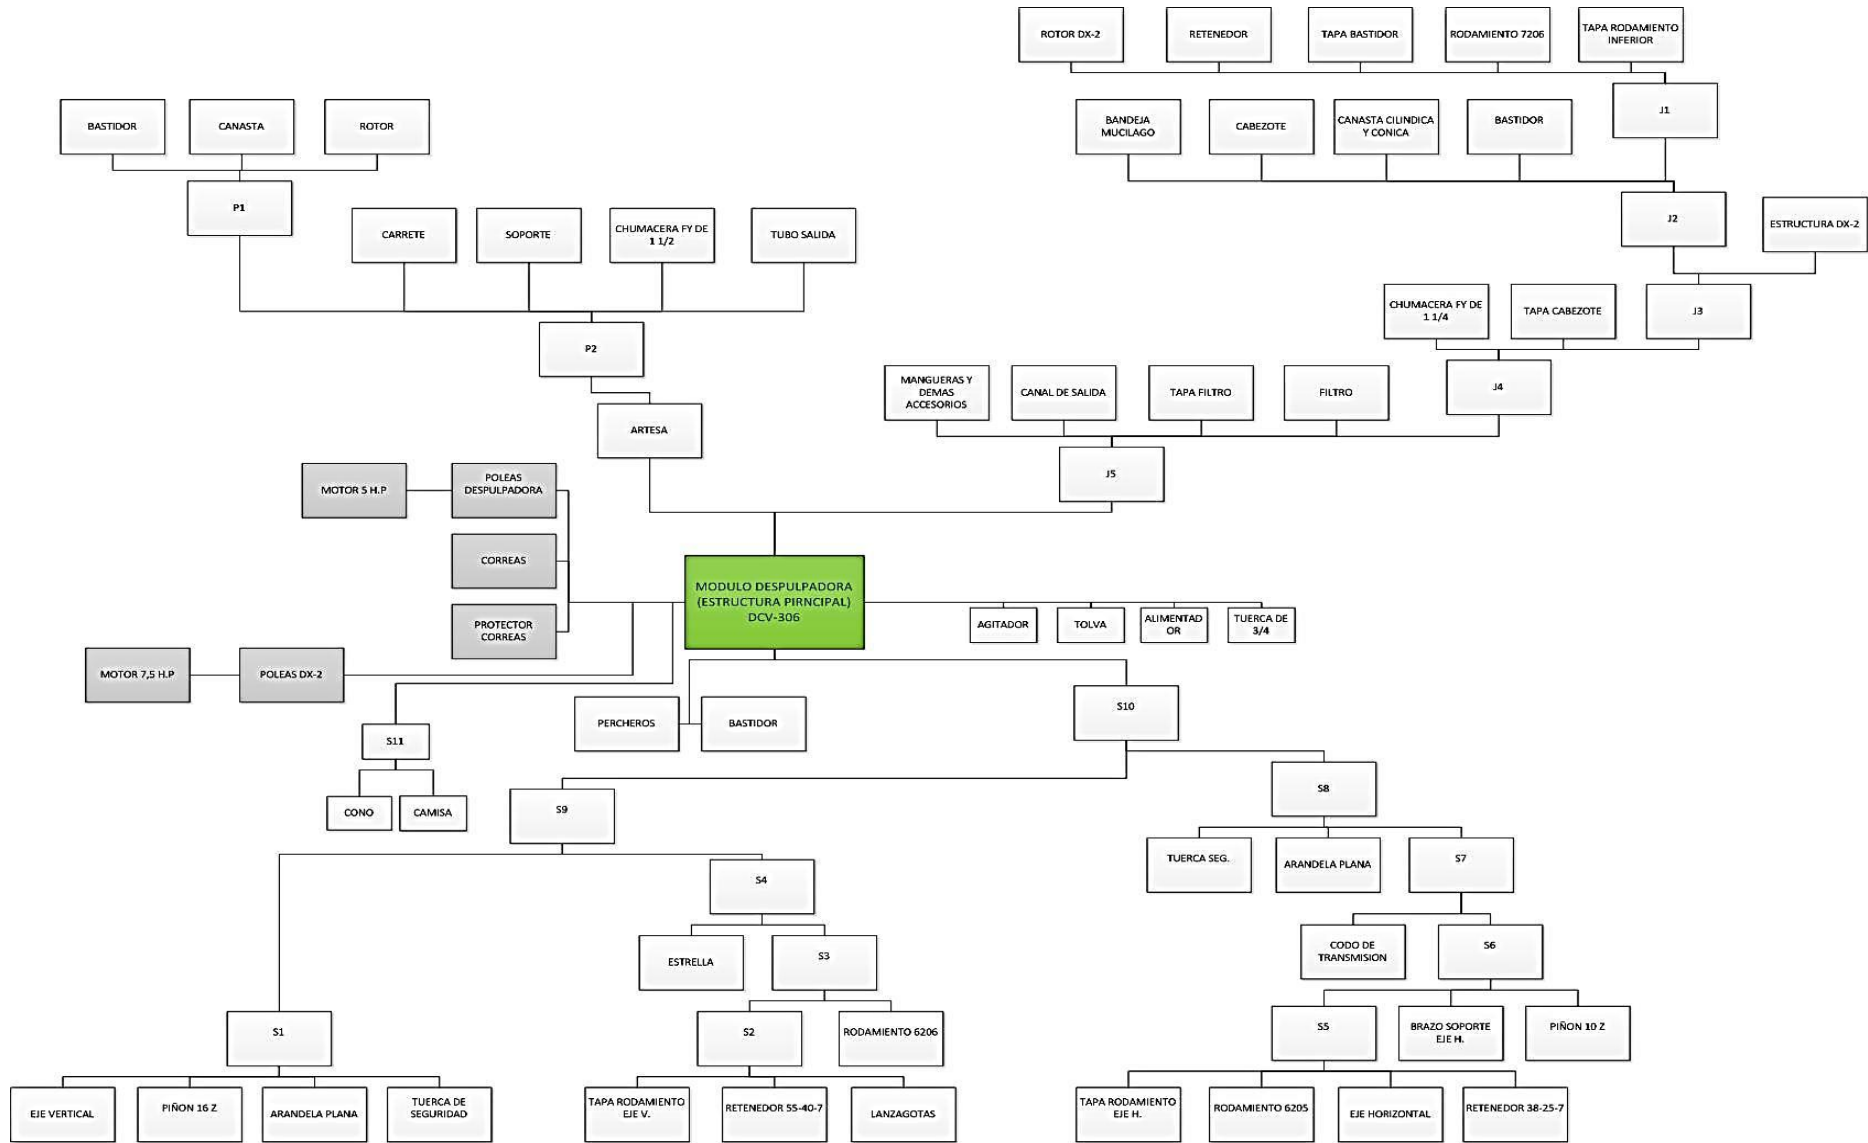 ROTOR DX-2
RETENEDOR
TAPA BASTIDOR
RODAMIENTO 7206
TAPA RODAMIENTO
INFERIOR
BASTIDOR
CANASTA
ROTOR
BANDEJA
MUCILAGO
CABEZOTE
CANASTA CILINDICA
Y CONICA
BASTIDOR
J1
P1
CARRETE
SOPORTE
CHUMACERA FY DE
1 1/2
TUBO SALIDA
J2
ESTRUCTURA DX-2
P2
CHUMACERA FY DE
1 1/4
TAPA CABEZOTE
J3
ARTESA
MANGUERAS Y
DEMAS
ACCESORIOS
CANAL DE SALIDA
TAPA FILTRO
FILTRO
J4
J5
MOTOR 5 H.P
POLEAS
DESPULPADORA
CORREAS
PROTECTOR
CORREAS
MODULO DESPULPADORA
(ESTRUCTURA PIRNCIPAL)
DCV-306
AGITADOR
TOLVA
ALIMENTAD
OR
TUERCA DE
3/4
MOTOR 7,5 H.P
POLEAS DX-2
PERCHEROS
BASTIDOR
S10
S11
CONO
CAMISA
S9
S8
TUERCA SEG.
ARANDELA PLANA
S7
S4
ESTRELLA
S3
CODO DE
TRANSMISION
S6
S1
S2
RODAMIENTO 6206
S5
BRAZO SOPORTE
EJE H.
PIÑON 10 Z
EJE VERTICAL
PIÑON 16 Z
ARANDELA PLANA
TUERCA DE
SEGURIDAD
TAPA RODAMIENTO
EJE V.
RETENEDOR 55-40-7
LANZAGOTAS
TAPA RODAMIENTO
EJE H.
RODAMIENTO 6205
EJE HORIZONTAL
RETENEDOR 38-25-7